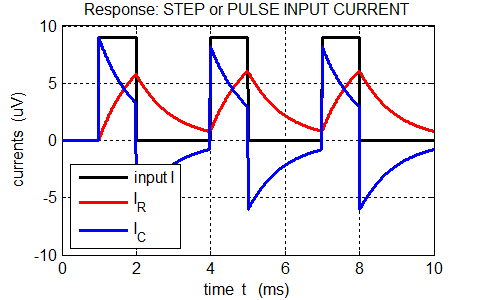 Response: STEP or PULSE INPUT CURRENT
10
5
0
-5
-10
currents (uV)
input I
I_R
I_C
0 2 4 6 8 10
time t (ms)